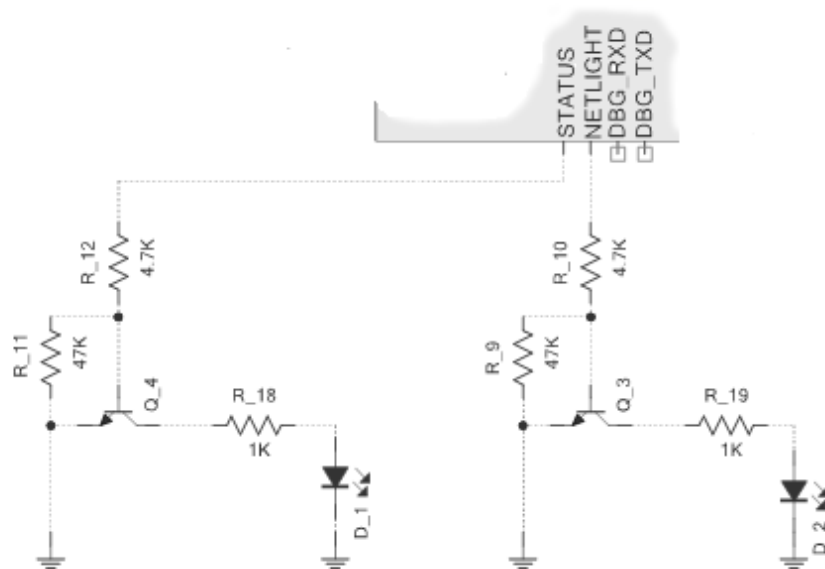 STATUS
NETLIGHT
DBG_RXD
DBG_TXD
R_12
4.7K
R_10
4.7K
R_11
47K
R_9
47K
Q_4
R_18
1K
Q_3
R_19
1K
D_1
D_2